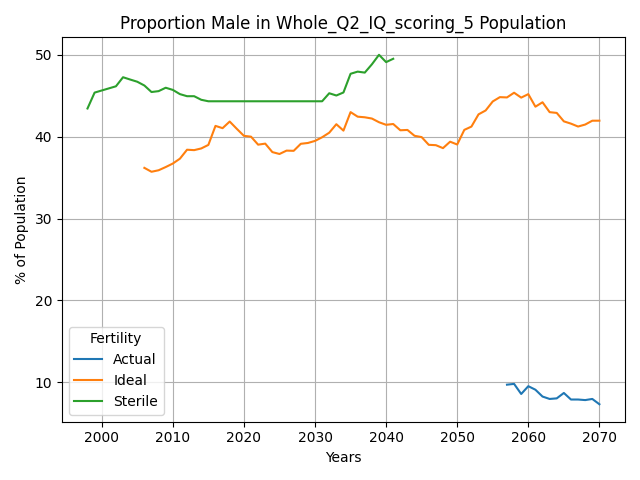 Proportion Male in Whole_Q2_IQ_scoring_5 Population
% of Population
50
40
30
20
10
Fertility
Actual
Ideal
Sterile
2000 2010 2020 2030 2040 2050 2060 2070
Years